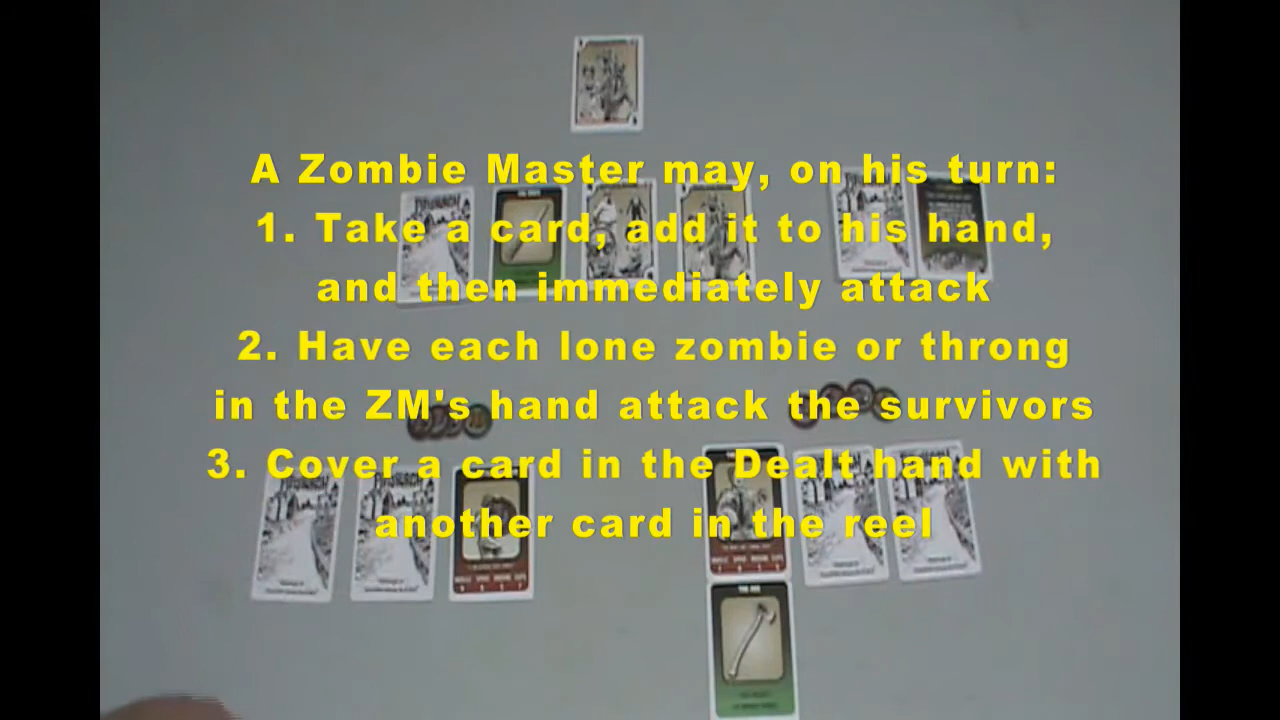 A Zombie Master may, on his turn:
1. Take a card, add it to his hand,
and then immediately attack
2. Have each lone zombie or throng
in the ZM's hand attack the survivors
3. Cover a card in the Dealt hand with
another card in the reel
THE AXE